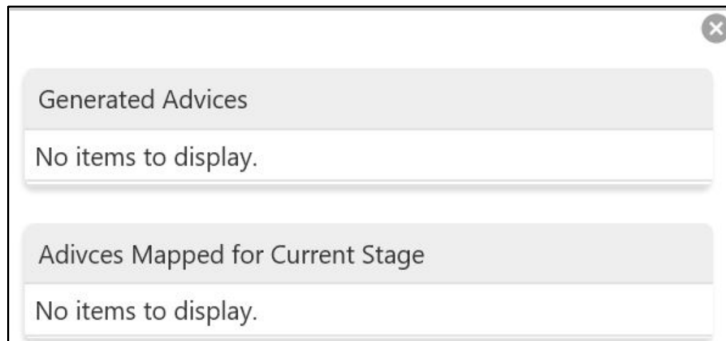 Generated Advices
No items to display.
Adivces Mapped for Current Stage
No items to display.